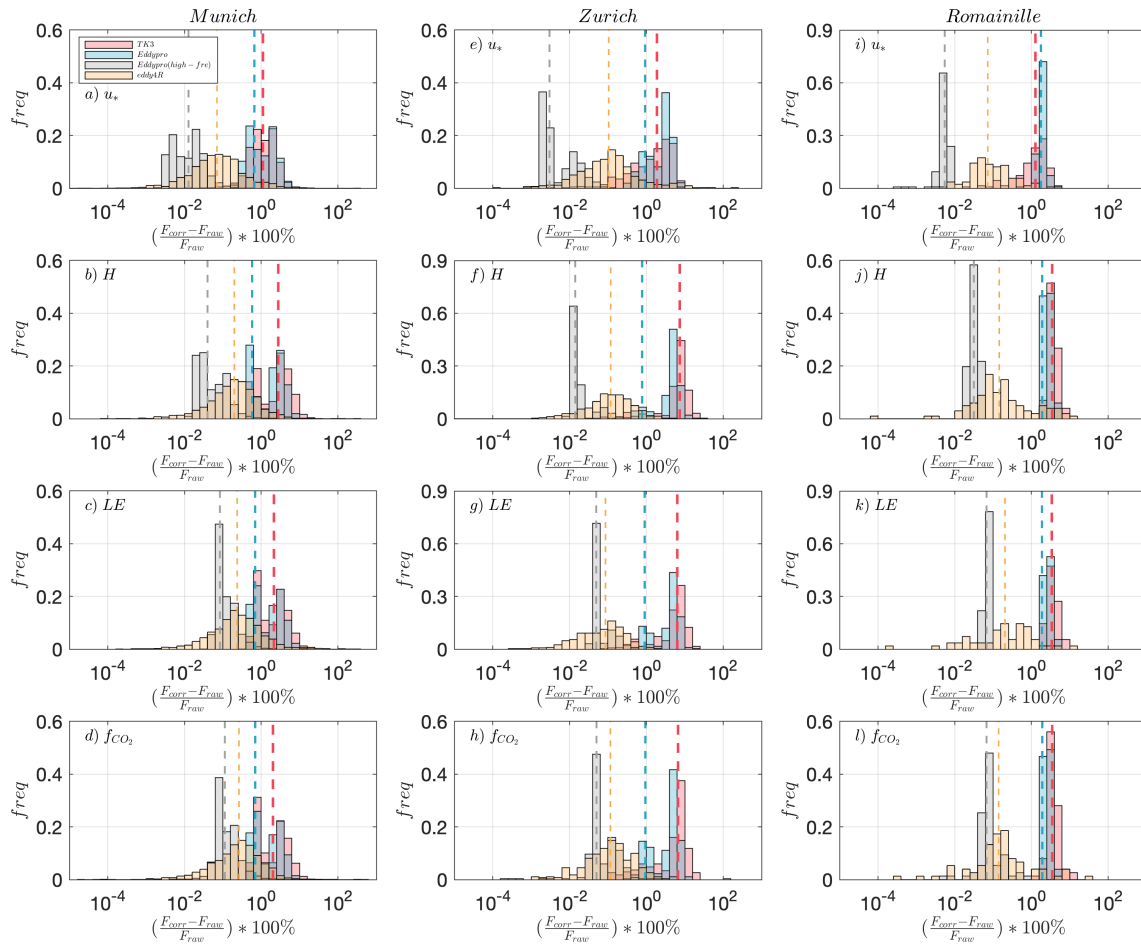 Munich
Zurich
Romainille
0.6
0.4
0.2
0
freq
TK3
Eddypro
Eddypro(high−fre)
eddy4R
a) u*
10^-4 10^-2 10^0 10^2
(F_corr−F_raw / F_raw) * 100%
0.6
0.4
0.2
0
freq
e) u*
10^-4 10^-2 10^0 10^2
(F_corr−F_raw / F_raw) * 100%
0.9
0.6
0.3
0
freq
i) u*
10^-4 10^-2 10^0 10^2
(F_corr−F_raw / F_raw) * 100%
0.6
0.4
0.2
0
freq
b) H
10^-4 10^-2 10^0 10^2
(F_corr−F_raw / F_raw) * 100%
0.9
0.6
0.3
0
freq
f) H
10^-4 10^-2 10^0 10^2
(F_corr−F_raw / F_raw) * 100%
0.6
0.4
0.2
0
freq
j) H
10^-4 10^-2 10^0 10^2
(F_corr−F_raw / F_raw) * 100%
0.6
0.4
0.2
0
freq
c) LE
10^-4 10^-2 10^0 10^2
(F_corr−F_raw / F_raw) * 100%
0.9
0.6
0.3
0
freq
g) LE
10^-4 10^-2 10^0 10^2
(F_corr−F_raw / F_raw) * 100%
0.9
0.6
0.3
0
freq
k) LE
10^-4 10^-2 10^0 10^2
(F_corr−F_raw / F_raw) * 100%
0.6
0.4
0.2
0
freq
d) f_CO2
10^-4 10^-2 10^0 10^2
(F_corr−F_raw / F_raw) * 100%
0.6
0.4
0.2
0
freq
h) f_CO2
10^-4 10^-2 10^0 10^2
(F_corr−F_raw / F_raw) * 100%
0.6
0.4
0.2
0
freq
l) f_CO2
10^-4 10^-2 10^0 10^2
(F_corr−F_raw / F_raw) * 100%